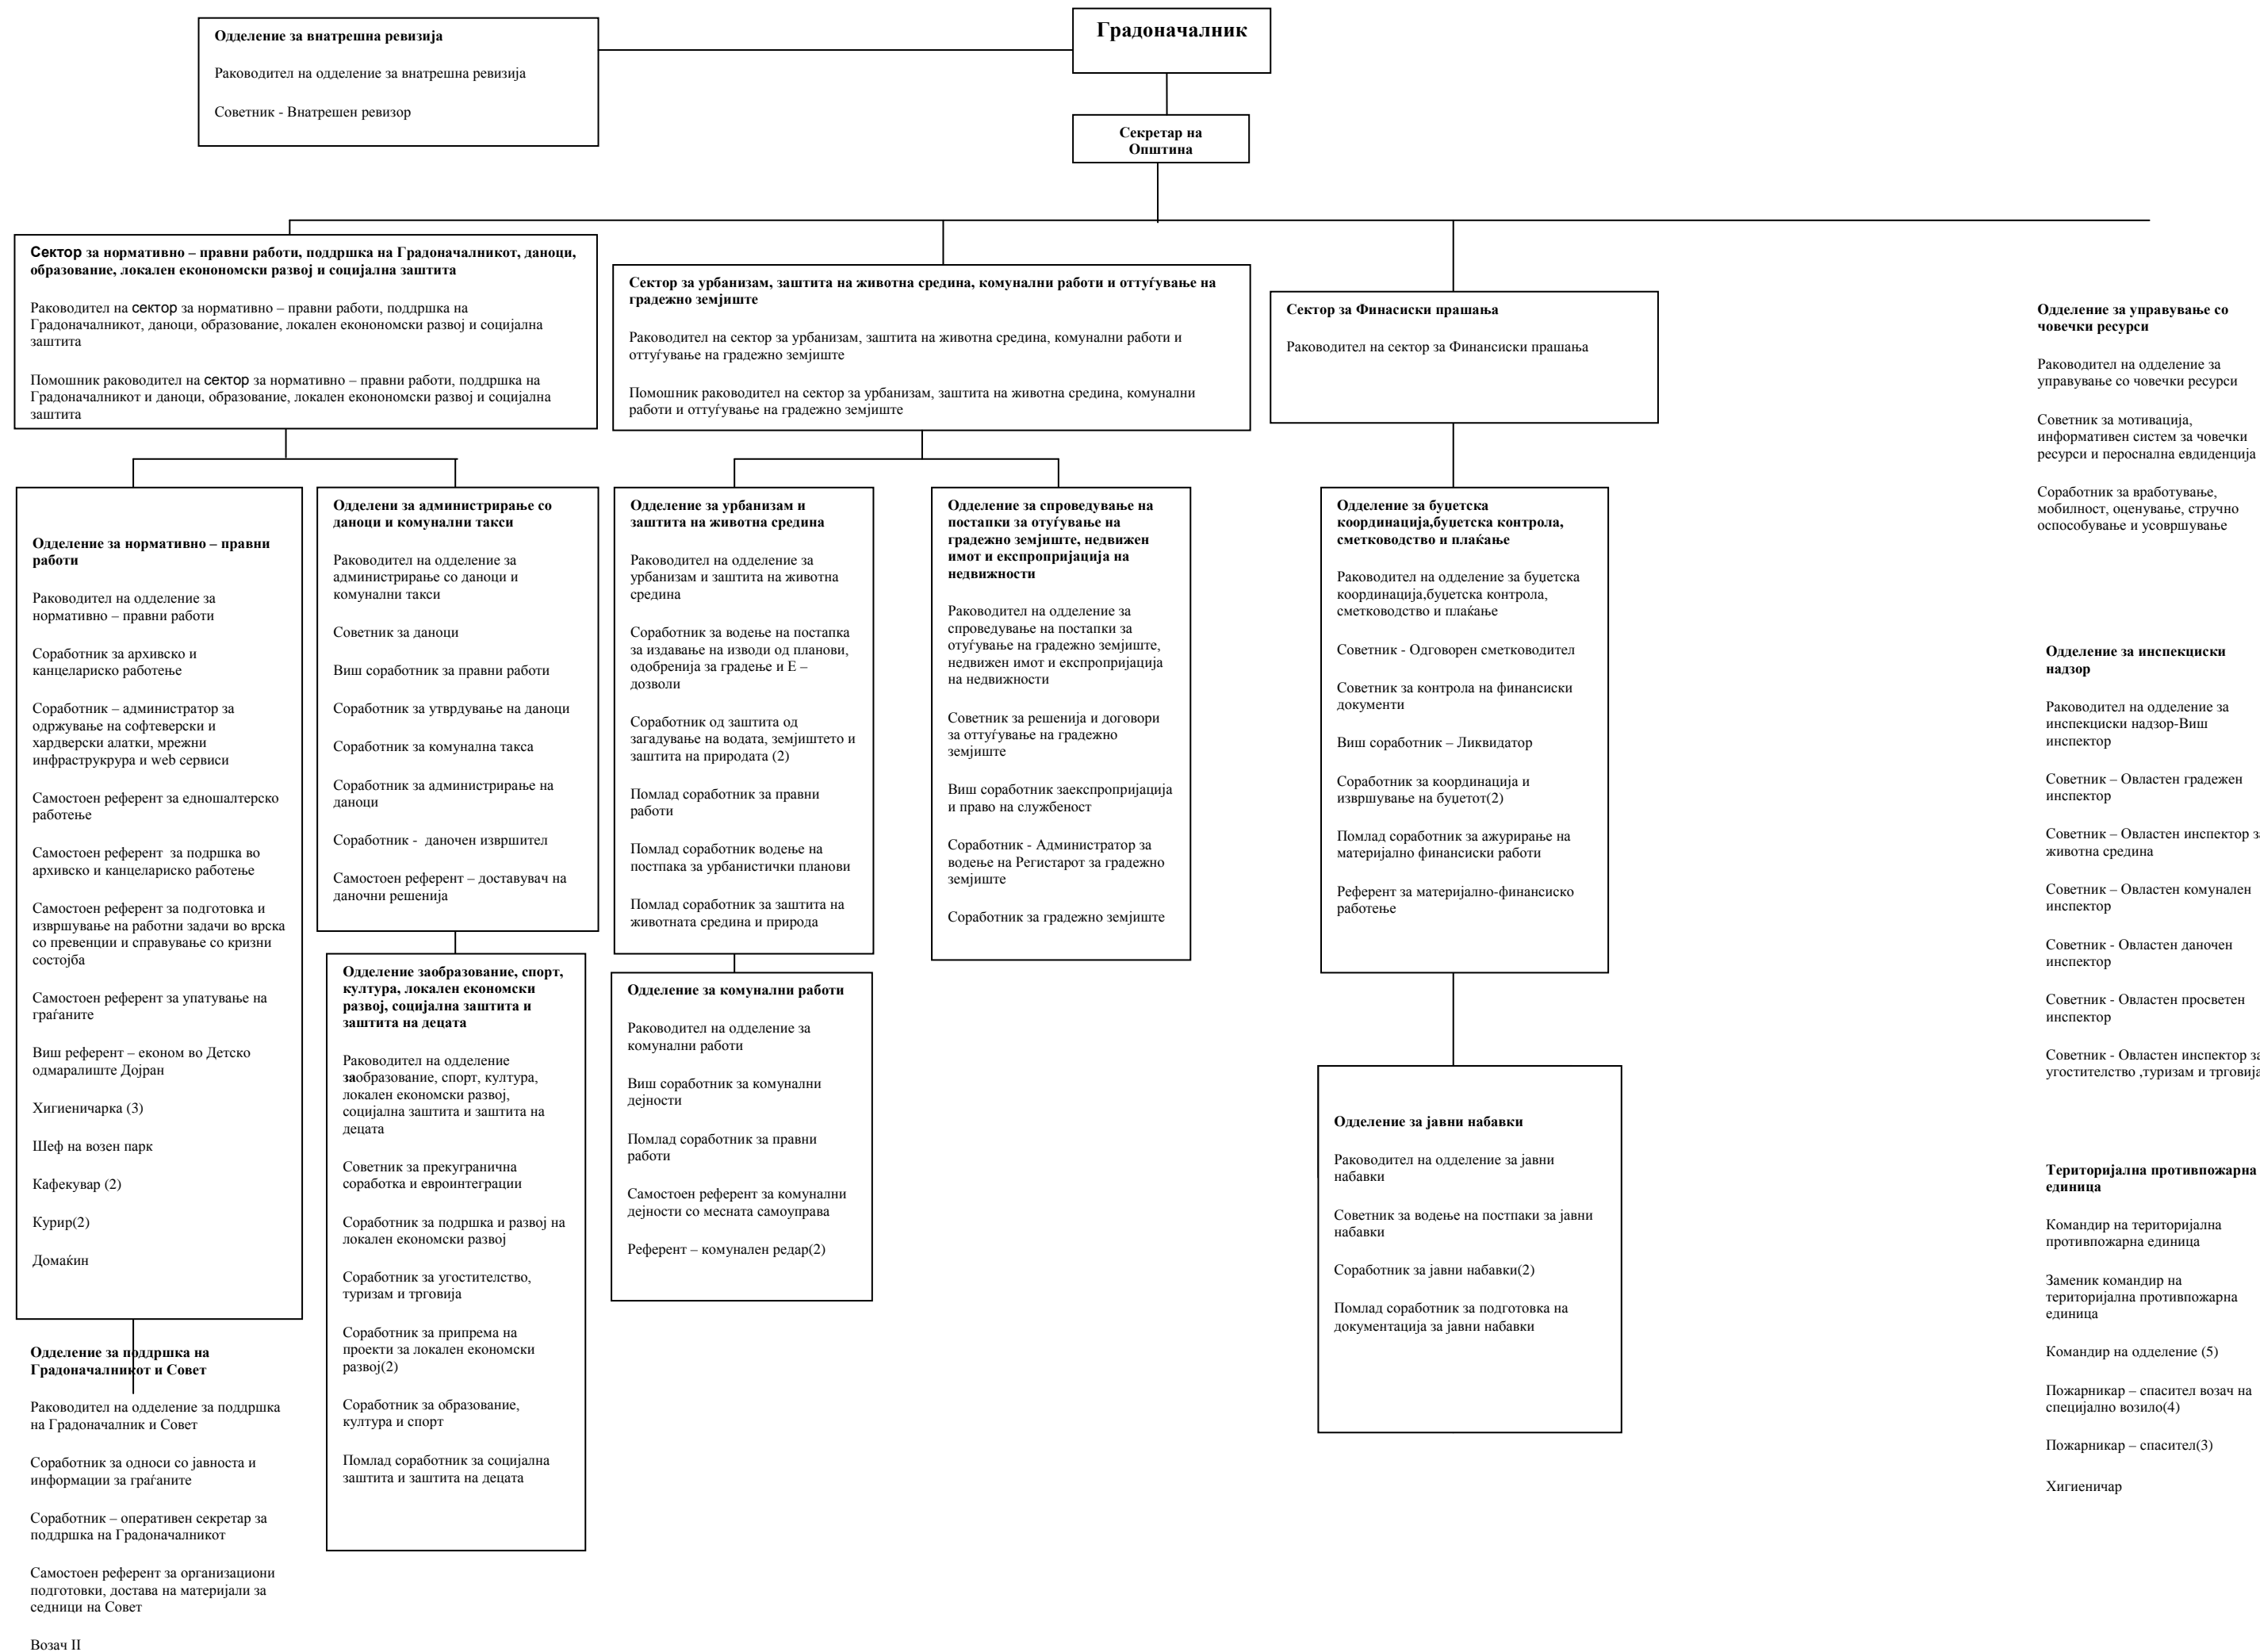 Одделение за внатрешна ревизија
Раководител на одделение за внатрешна ревизија
Советник - Внатрешен ревизор
Градоначалник
Секретар на
Општина
Сектор за нормативно – правни работи, поддршка на Градоначалникот, даноци,
образование, локален екокономски развој и социјална заштита
Раководител на сектор за нормативно – правни работи, поддршка на
Градоначалникот, даноци, образование, локален екокономски развој и социјална
заштита
Помошник раководител на сектор за нормативно – правни работи, поддршка на
Градоначалникот и даноци, образование, локален екокономски развој и социјална
заштита
Сектор за урбанизам, заштита на животна средина, комунални работи и оттуѓување на
градежно земјиште
Раководител на сектор за урбанизам, заштита на животна средина, комунални работи и
оттуѓување на градежно земјиште
Помошник раководител на сектор за урбанизам, заштита на животна средина, комунални
работи и оттуѓување на градежно земјиште
Сектор за Финасиски прашања
Раководител на сектор за Финансиски прашања
Одделение за управување со
човечки ресурси
Раководител на одделение за
управување со човечки ресурси
Советник за мотивација,
информативен систем за човечки
ресурси и пероснална евдиденција
Соработник за вработување,
мобилност, оценување, стручно
оспособување и усовршување
Одделение за нормативно – правни
работи
Раководител на одделение за
нормативно – правни работи
Соработник за архивско и
канцелариско работење
Соработник – администратор за
одржување на софтеверски и
хардверски алатки, мрежни
инфраструкрура и web сервиси
Самостоен референт за едношалтерско
работење
Самостоен референт  за подршка во
архивско и канцелариско работење
Самостоен референт за подготовка и
извршување на работни задачи во врска
со превенции и справување со кризни
состојба
Самостоен референт за упатување на
граѓаните
Виш референт – економ во Детско
одмаралиште Дојран
Хигиеничарка (3)
Шеф на возен парк
Кафекувар (2)
Курир(2)
Домаќин
Одделение за поддршка на
Градоначалникот и Совет
Раководител на одделение за поддршка
на Градоначалник и Совет
Соработник за односи со јавноста и
информации за граѓаните
Соработник – оперативен секретар за
поддршка на Градоначалникот
Самостоен референт за организациони
подготовки, достава на материјали за
седници на Совет
Возач II
Одделени за администрирање со
даноци и комунални такси
Раководител на одделение за
администрирање со даноци и
комунални такси
Советник за даноци
Виш соработник за правни работи
Соработник за утврдување на даноци
Соработник за комунална такса
Соработник за администрирање на
даноци
Соработник -  даночен извршител
Самостоен референт – доставувач на
даночни решенија
Одделение заобразование, спорт,
култура, локален економски
развој, социјална заштита и
заштита на децата
Раководител на одделение
заобразование, спорт, култура,
локален економски развој,
социјална заштита и заштита на
децата
Советник за прекугранична
соработка и евроинтеграции
Соработник за подршка и развој на
локален економски развој
Соработник за угостителство,
туризам и трговија
Соработник за припрема на
проекти за локален економски
развој(2)
Соработник за образование,
култура и спорт
Помлад соработник за социјална
заштита и заштита на децата
Одделение за урбанизам и
заштита на животна средина
Раководител на одделение за
урбанизам и заштита на животна
средина
Соработник за водење на постапка
за издавање на изводи од планови,
одобренија за градење и Е –
дозволи
Соработник од заштита од
загадување на водата, земјиштето и
заштита на природата (2)
Помлад соработник за правни
работи
Помлад соработник водење на
постпака за урбанистички планови
Помлад соработник за заштита на
животната средина и природа
Одделение за комунални работи
Раководител на одделение за
комунални работи
Виш соработник за комунални
дејности
Помлад соработник за правни
работи
Самостоен референт за комунални
дејности со месната самоуправа
Референт – комунален редар(2)
Одделение за спроведување на
постапки за отуѓување на
градежно земјиште, недвижен
имот и експропријација на
недвижности
Раководител на одделение за
спроведување на постапки за
отуѓување на градежно земјиште,
недвижен имот и експропријација
на недвижности
Советник за решенија и договори
за оттуѓување на градежно
земјиште
Виш соработник заекспропријација
и право на службеност
Соработник - Администратор за
водење на Регистарот за градежно
земјиште
Соработник за градежно земјиште
Одделение за буџетска
координација,буџетска контрола,
сметководство и плаќање
Раководител на одделение за буџетска
координација,буџетска контрола,
сметководство и плаќање
Советник - Одговорен сметководител
Советник за контрола на финансиски
документи
Виш соработник – Ликвидатор
Соработник за координација и
извршување на буџетот(2)
Помлад соработник за ажурирање на
материјално финансиски работи
Референт за материјално-финансиско
работење
Одделение за јавни набавки
Раководител на одделение за јавни
набавки
Советник за водење на постпаки за јавни
набавки
Соработник за јавни набавки(2)
Помлад соработник за подготовка на
документација за јавни набавки
Одделение за инспекциски
надзор
Раководител на одделение за
инспекциски надзор-Виш
инспектор
Советник – Овластен градежен
инспектор
Советник – Овластен инспектор за
животна средина
Советник – Овластен комунален
инспектор
Советник - Овластен даночен
инспектор
Советник - Овластен просветен
инспектор
Советник - Овластен инспектор за
угостителство ,туризам и трговија
Територијална противпожарна
единица
Командир на територијална
противпожарна единица
Заменик командир на
територијална противпожарна
единица
Командир на одделение (5)
Пожарникар – спасител возач на
специјално возило(4)
Пожарникар – спасител(3)
Хигиеничар